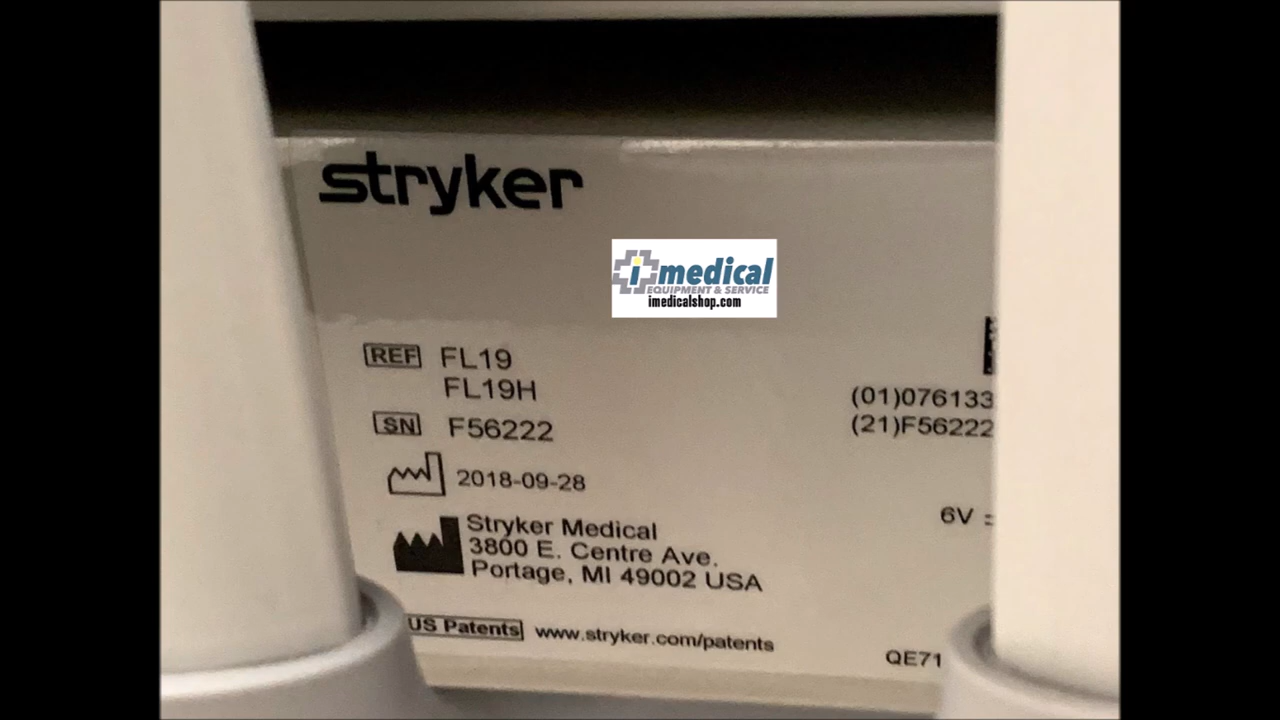 stryker
i medical
EQUIPMENT & SERVICE
imedicalshop.com
REF FL19
FL19H
SN F56222
2018-09-28
Stryker Medical
3800 E. Centre Ave.
Portage, MI 49002 USA
US Patents www.stryker.com/patents
(01)076133
(21)F56222
6V
QE71